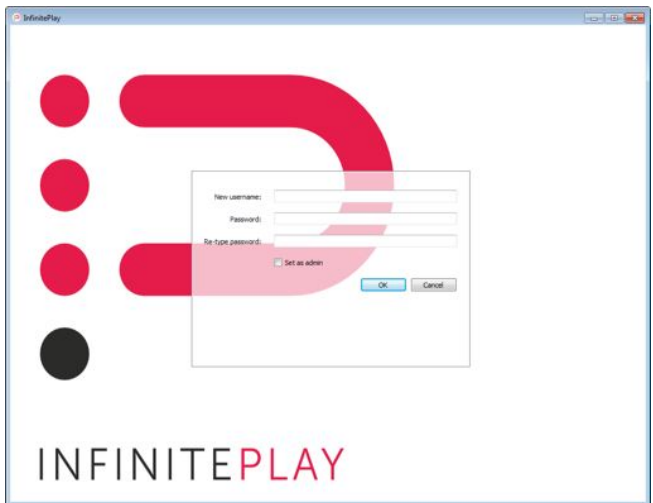 InfinitePlay
New username:
Password:
Re-type password:
Set as admin
OK Cancel
INFINITEPLAY